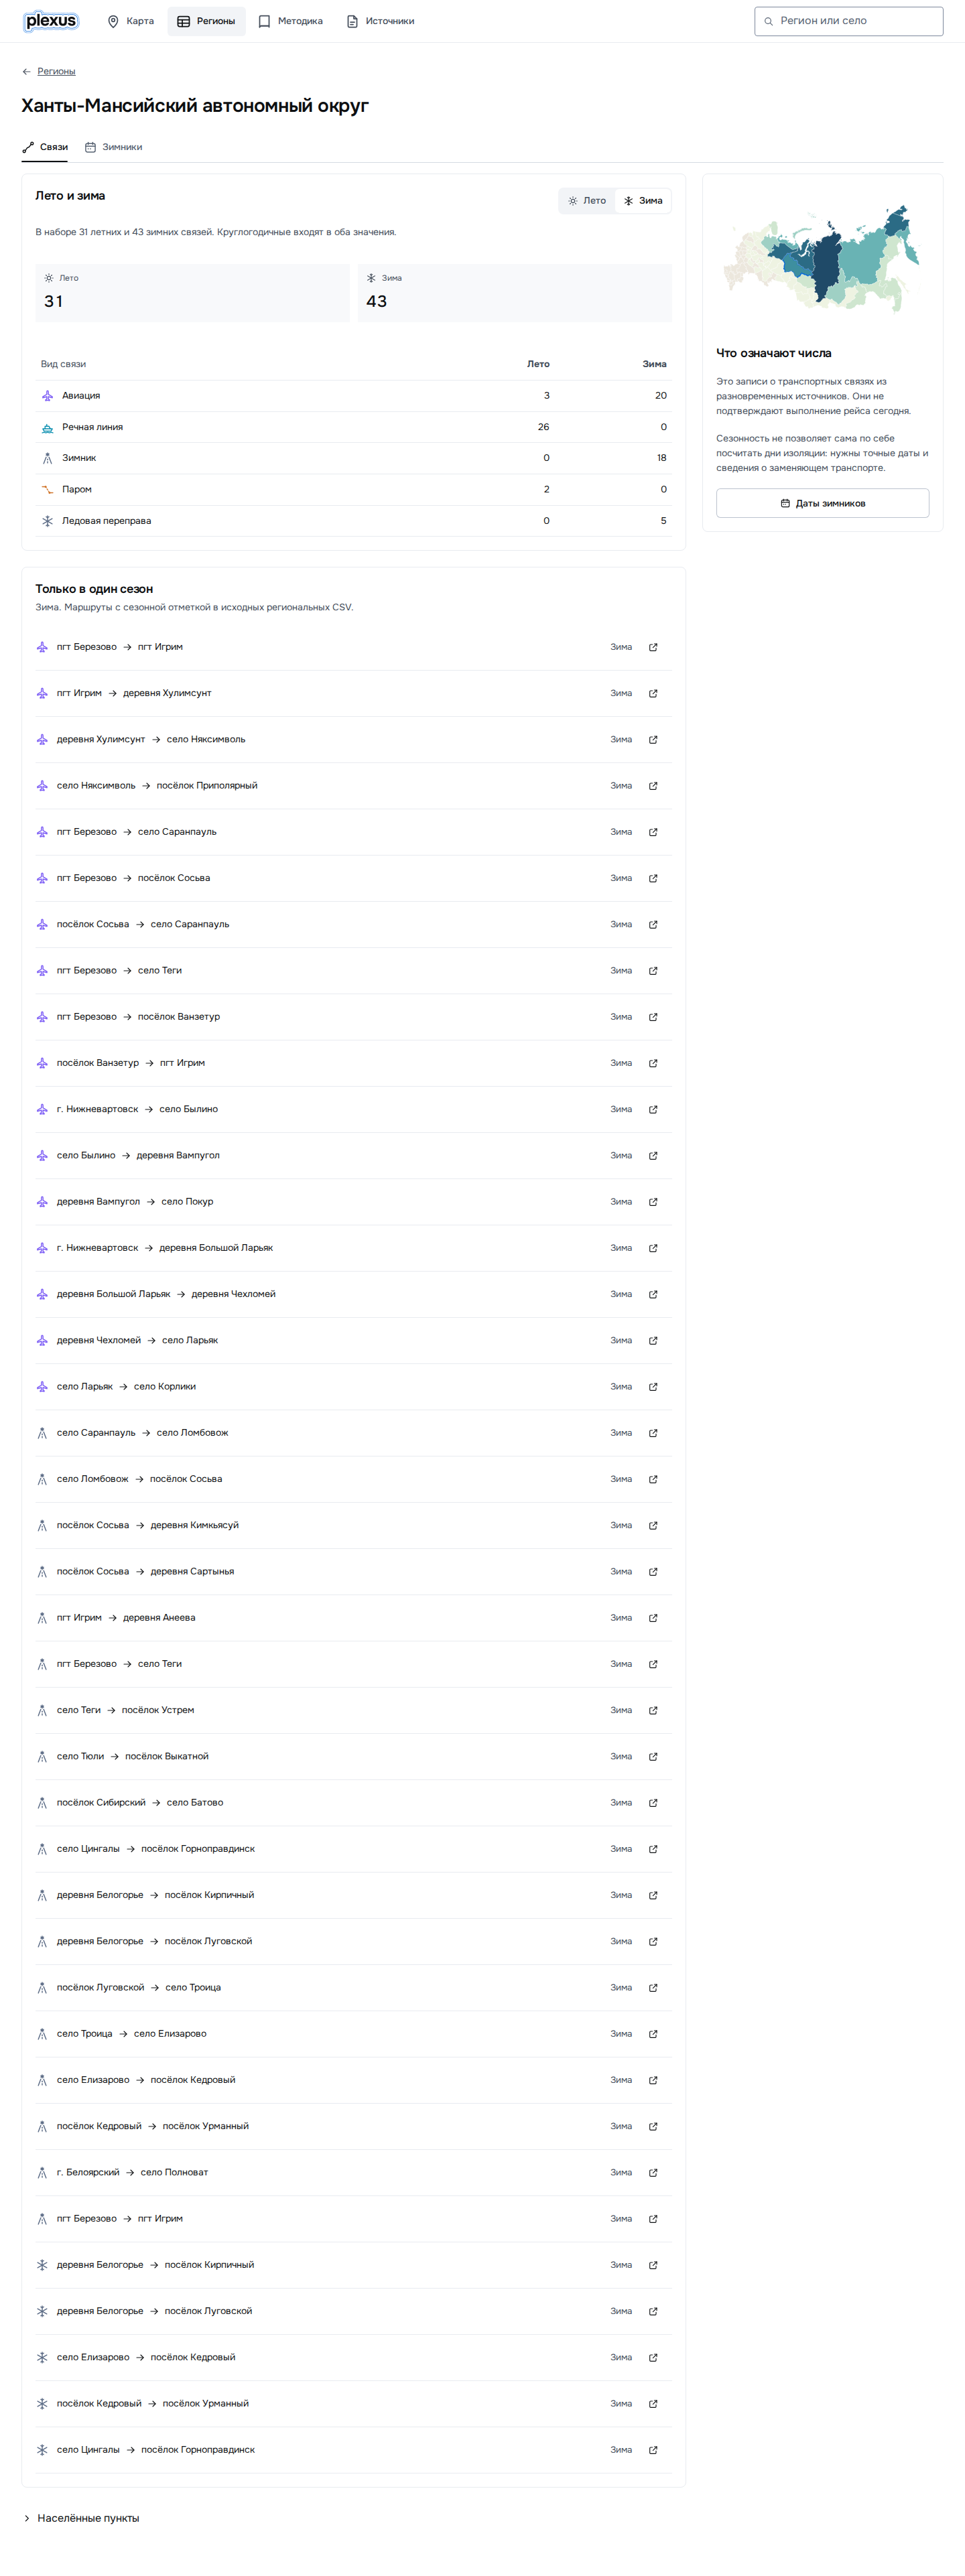 plexus
Карта
Регионы
Методика
Источники
Регион или село
Регионы
Ханты-Мансийский автономный округ
Связи
Зимники
Лето и зима
Лето
Зима
В наборе 31 летних и 43 зимних связей. Круглогодичные входят в оба значения.
Лето
31
Зима
43
Вид связи Лето Зима
Авиация 3 20
Речная линия 26 0
Зимник 0 18
Паром 2 0
Ледовая переправа 0 5
Что означают числа
Это записи о транспортных связях из
разновременных источников. Они не
подтверждают выполнение рейса сегодня.
Сезонность не позволяет сама по себе
посчитать дни изоляции: нужны точные даты и
сведения о заменяющем транспорте.
Даты зимников
Только в один сезон
Зима. Маршруты с сезонной отметкой в исходных региональных CSV.
пгт Березово → пгт Игрим Зима
пгт Игрим → деревня Хулимсунт Зима
деревня Хулимсунт → село Няксимволь Зима
село Няксимволь → посёлок Приполярный Зима
пгт Березово → село Саранпауль Зима
пгт Березово → посёлок Сосьва Зима
посёлок Сосьва → село Саранпауль Зима
пгт Березово → село Теги Зима
пгт Березово → посёлок Ванзетур Зима
посёлок Ванзетур → пгт Игрим Зима
г. Нижневартовск → село Былино Зима
село Былино → деревня Вампугол Зима
деревня Вампугол → село Покур Зима
г. Нижневартовск → деревня Большой Ларьяк Зима
деревня Большой Ларьяк → деревня Чехломей Зима
деревня Чехломей → село Ларьяк Зима
село Ларьяк → село Корлики Зима
село Саранпауль → село Ломбовож Зима
село Ломбовож → посёлок Сосьва Зима
посёлок Сосьва → деревня Кимкьясуй Зима
посёлок Сосьва → деревня Сартынья Зима
пгт Игрим → деревня Анеева Зима
пгт Березово → село Теги Зима
село Теги → посёлок Устрем Зима
село Тюли → посёлок Выкатной Зима
посёлок Сибирский → село Батово Зима
село Цингалы → посёлок Горноправдинск Зима
деревня Белогорье → посёлок Кирпичный Зима
деревня Белогорье → посёлок Луговской Зима
посёлок Луговской → село Троица Зима
село Троица → село Елизарово Зима
село Елизарово → посёлок Кедровый Зима
посёлок Кедровый → посёлок Урманный Зима
г. Белоярский → село Полноват Зима
пгт Березово → пгт Игрим Зима
деревня Белогорье → посёлок Кирпичный Зима
деревня Белогорье → посёлок Луговской Зима
село Елизарово → посёлок Кедровый Зима
посёлок Кедровый → посёлок Урманный Зима
село Цингалы → посёлок Горноправдинск Зима
Населённые пункты